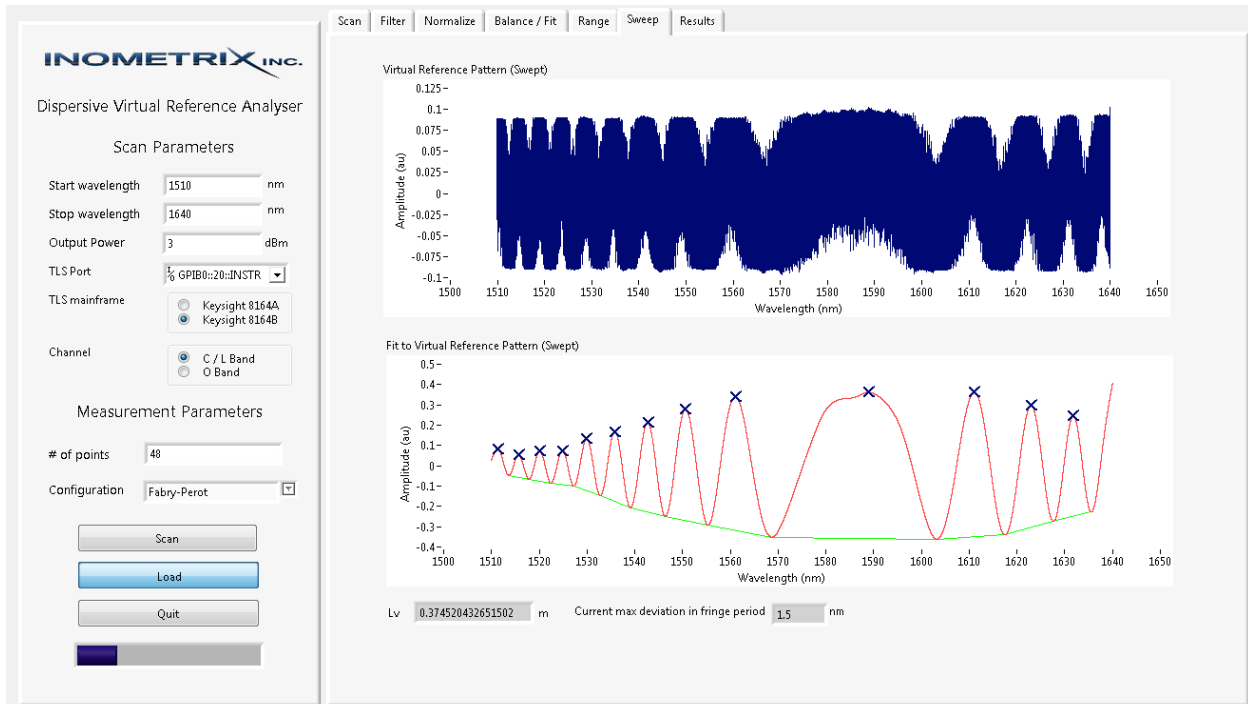 INOMETRIX INC.
Dispersive Virtual Reference Analyser
Scan Parameters
Start wavelength 1510 nm
Stop wavelength 1640 nm
Output Power 3 dBm
TLS Port GPIB0::20::INSTR
TLS mainframe Keysight 8164A
Keysight 8164B
Channel C / L Band
O Band
Measurement Parameters
# of points 48
Configuration Fabry-Perot
Scan
Load
Quit
Scan Filter Normalize Balance / Fit Range Sweep Results
Virtual Reference Pattern (Swept)
Amplitude (au)
0.125-
0.1-
0.075-
0.05-
0.025-
0-
-0.025-
-0.05-
-0.075-
-0.1-
1500 1510 1520 1530 1540 1550 1560 1570 1580 1590 1600 1610 1620 1630 1640 1650
Wavelength (nm)
Fit to Virtual Reference Pattern (Swept)
Amplitude (au)
0.5-
0.4-
0.3-
0.2-
0.1-
0-
-0.1-
-0.2-
-0.3-
-0.4-
1500 1510 1520 1530 1540 1550 1560 1570 1580 1590 1600 1610 1620 1630 1640 1650
Wavelength (nm)
Lv 0.374520432651502 m Current max deviation in fringe period 1.5 nm